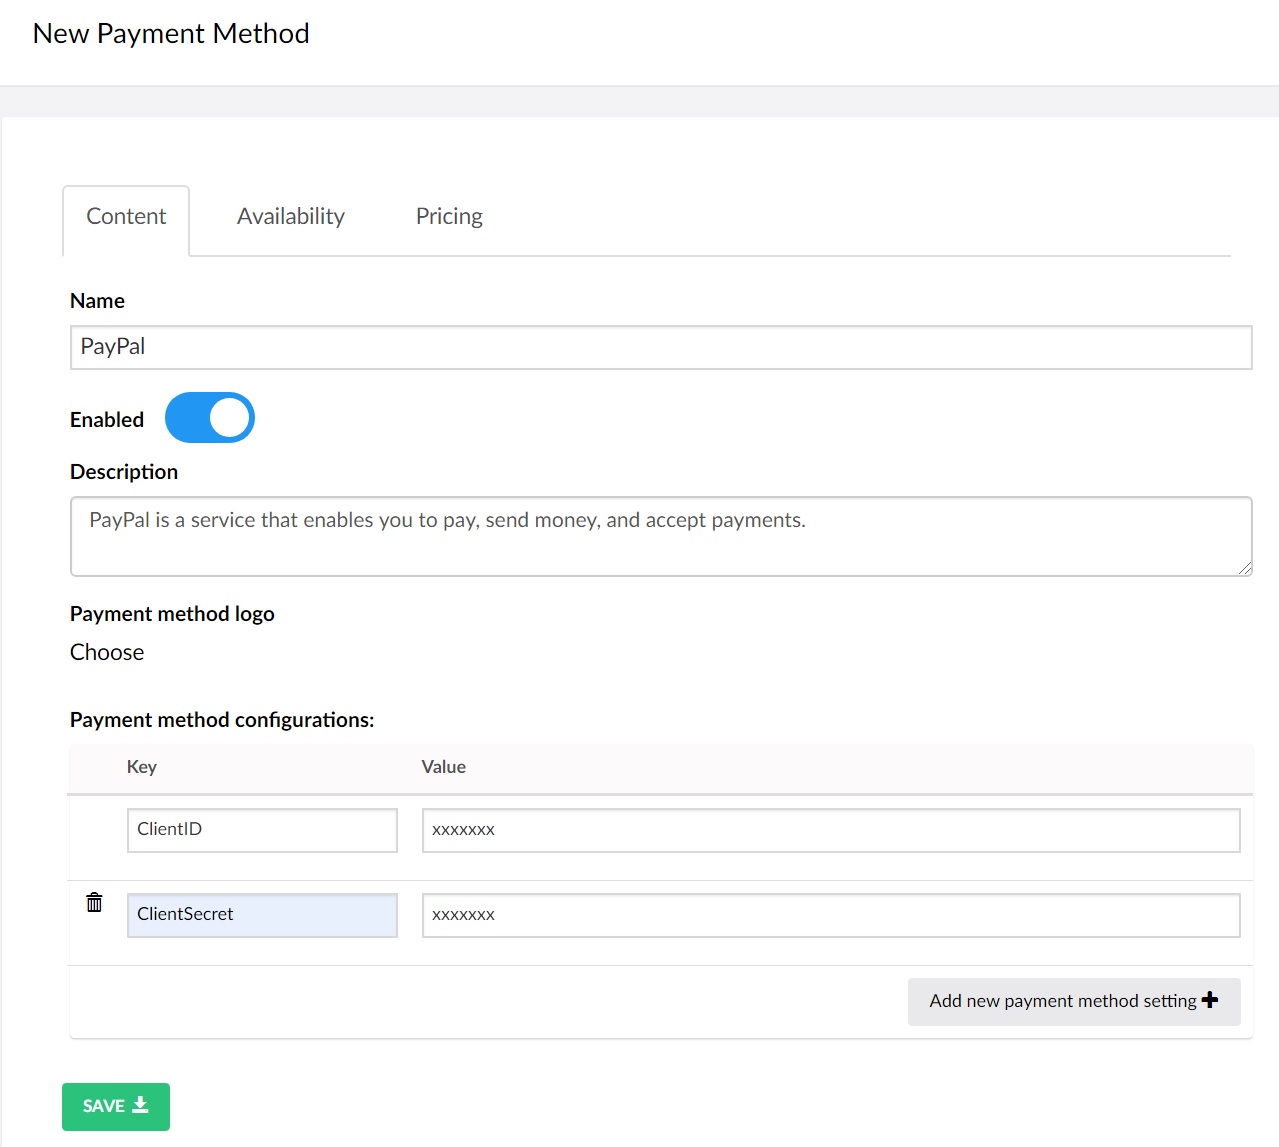 New Payment Method
Content Availability Pricing
Name
PayPal
Enabled
Description
PayPal is a service that enables you to pay, send money, and accept payments.
Payment method logo
Choose
Payment method configurations:
Key Value
ClientID xxxxxxx
ClientSecret xxxxxxx
Add new payment method setting
SAVE